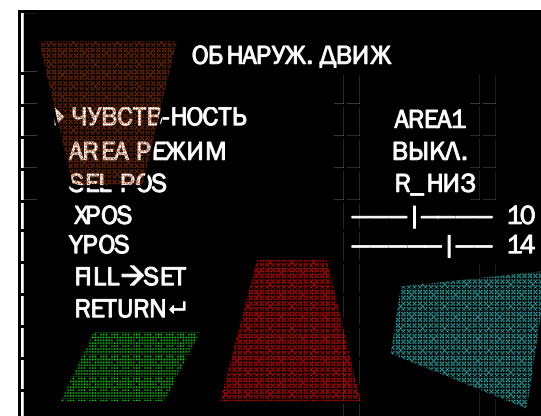 ОБНАРУЖ. ДВИЖ
ЧУВСТВ-НОСТЬ AREA1
AREA РЕЖИМ ВЫКЛ.
SEL POS R_НИЗ
XPOS 10
YPOS 14
FILL→SET
RETURN↵